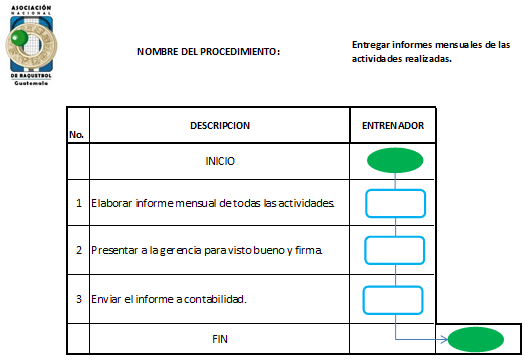 ASOCIACIÓN
NACIONAL
DE RAQUETBOL
Guatemala
NOMBRE DEL PROCEDIMIENTO:
Entregar informes mensuales de las
actividades realizadas.
No. DESCRIPCION ENTRENADOR
INICIO
1 Elaborar informe mensual de todas las actividades.
2 Presentar a la gerencia para visto bueno y firma.
3 Enviar el informe a contabilidad.
FIN